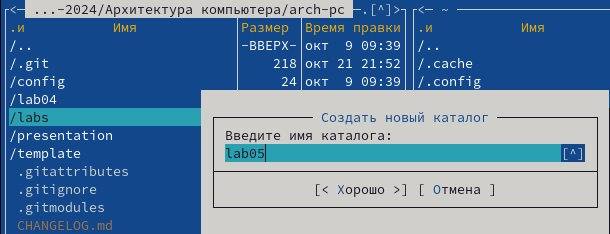 <─ ...-2024/Архитектура компьютера/arch-pc ─.[^]>
.и Имя Размер Время правки
/.. -ВВЕРХ- окт 9 09:39
/.git 218 окт 21 21:52
/config 24 окт 9 09:39
/lab04
/labs
/presentation
/template
.gitattributes
.gitignore
.gitmodules
CHANGELOG.md
<─ ~
.и Имя
/..
/.cache
/.config
Создать новый каталог
Введите имя каталога:
lab05 [^]
[< Хорошо >] [ Отмена ]